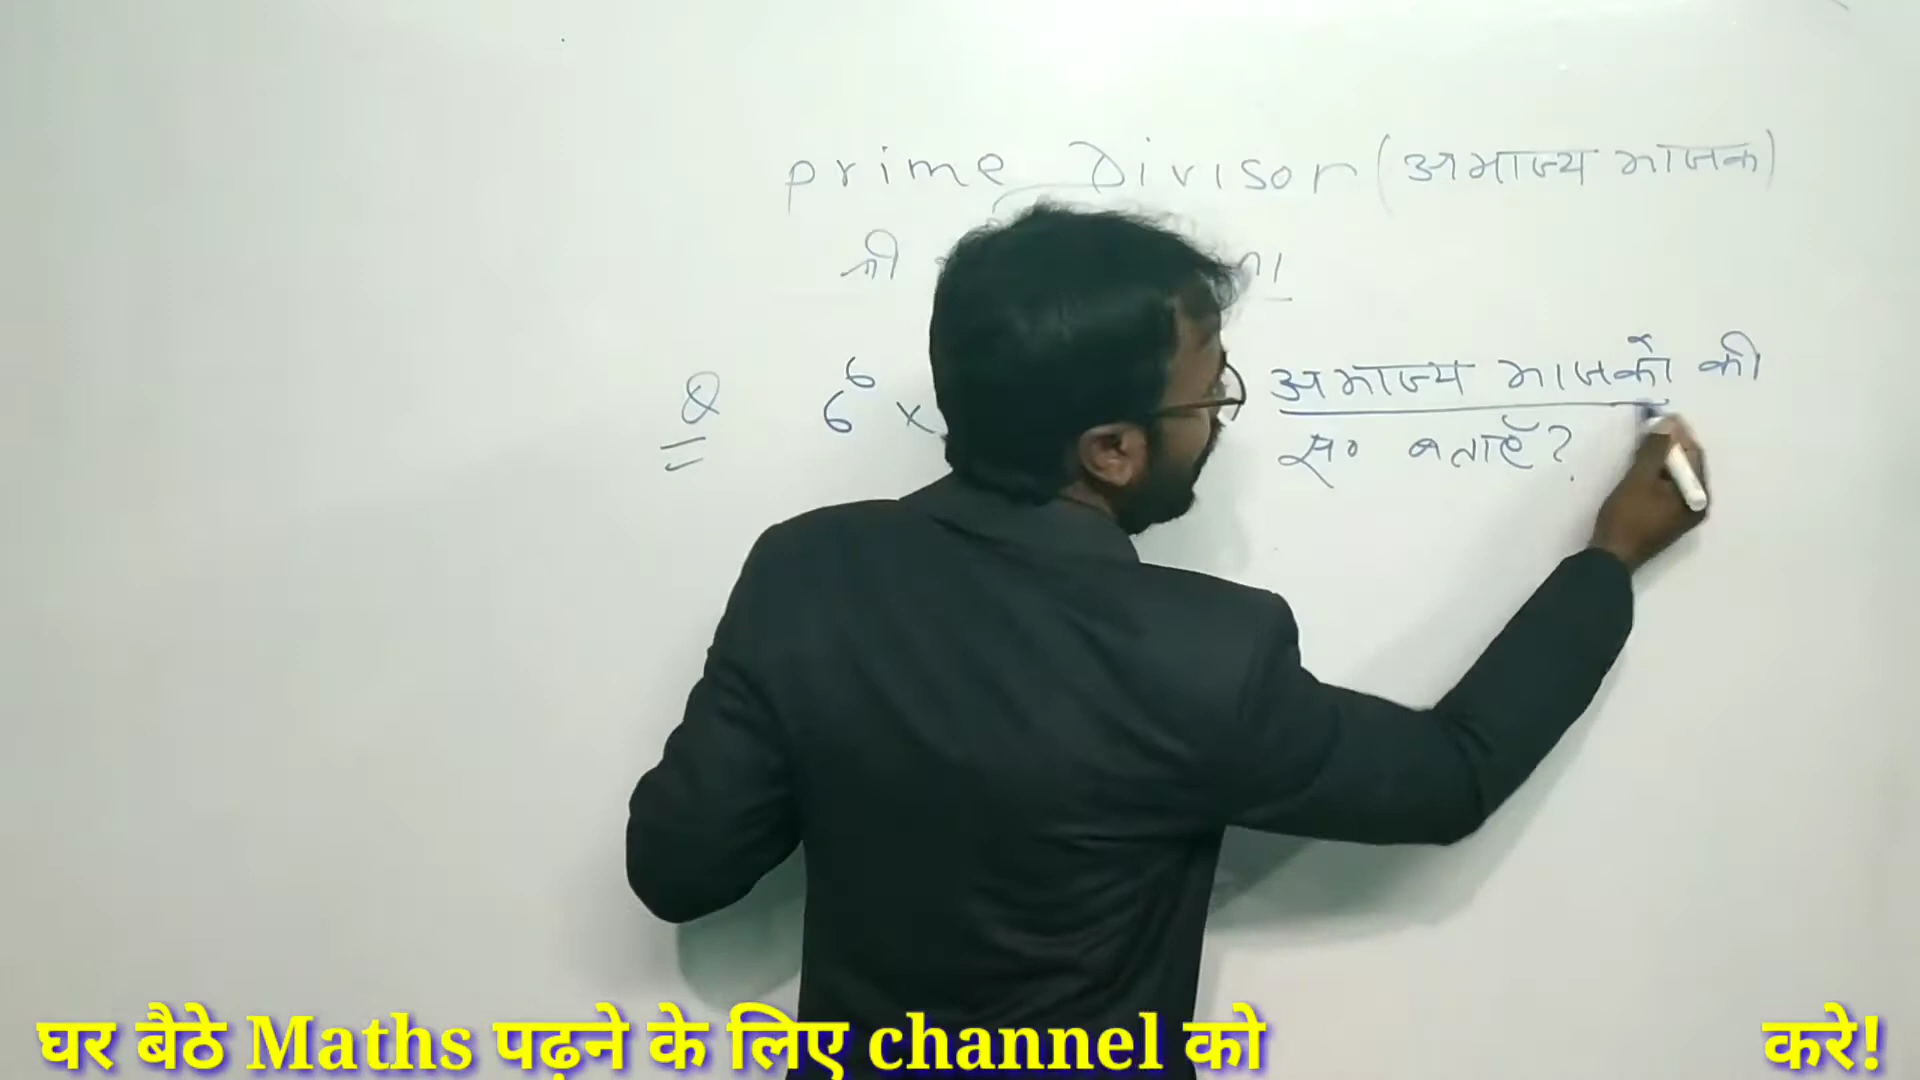 prime Divisor (अभाज्य भाजक)
की
Q 6⁶ × अभाज्य भाजकों की
सं० बताएँ?
घर बैठे Maths पढ़ने के लिए channel को करे!